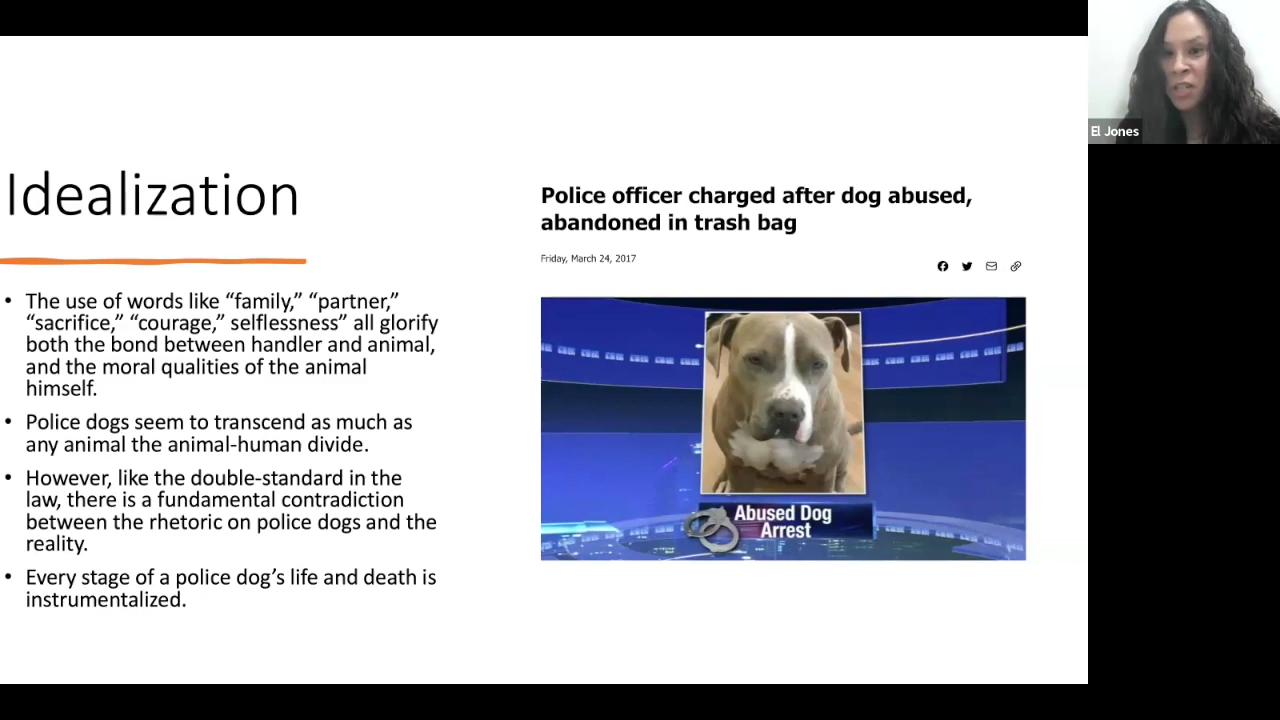 Idealization
• The use of words like “family,” “partner,”
“sacrifice,” “courage,” selflessness” all glorify
both the bond between handler and animal,
and the moral qualities of the animal
himself.
• Police dogs seem to transcend as much as
any animal the animal-human divide.
• However, like the double-standard in the
law, there is a fundamental contradiction
between the rhetoric on police dogs and the
reality.
• Every stage of a police dog’s life and death is
instrumentalized.
Police officer charged after dog abused,
abandoned in trash bag
Friday, March 24, 2017
Abused Dog
Arrest
El Jones